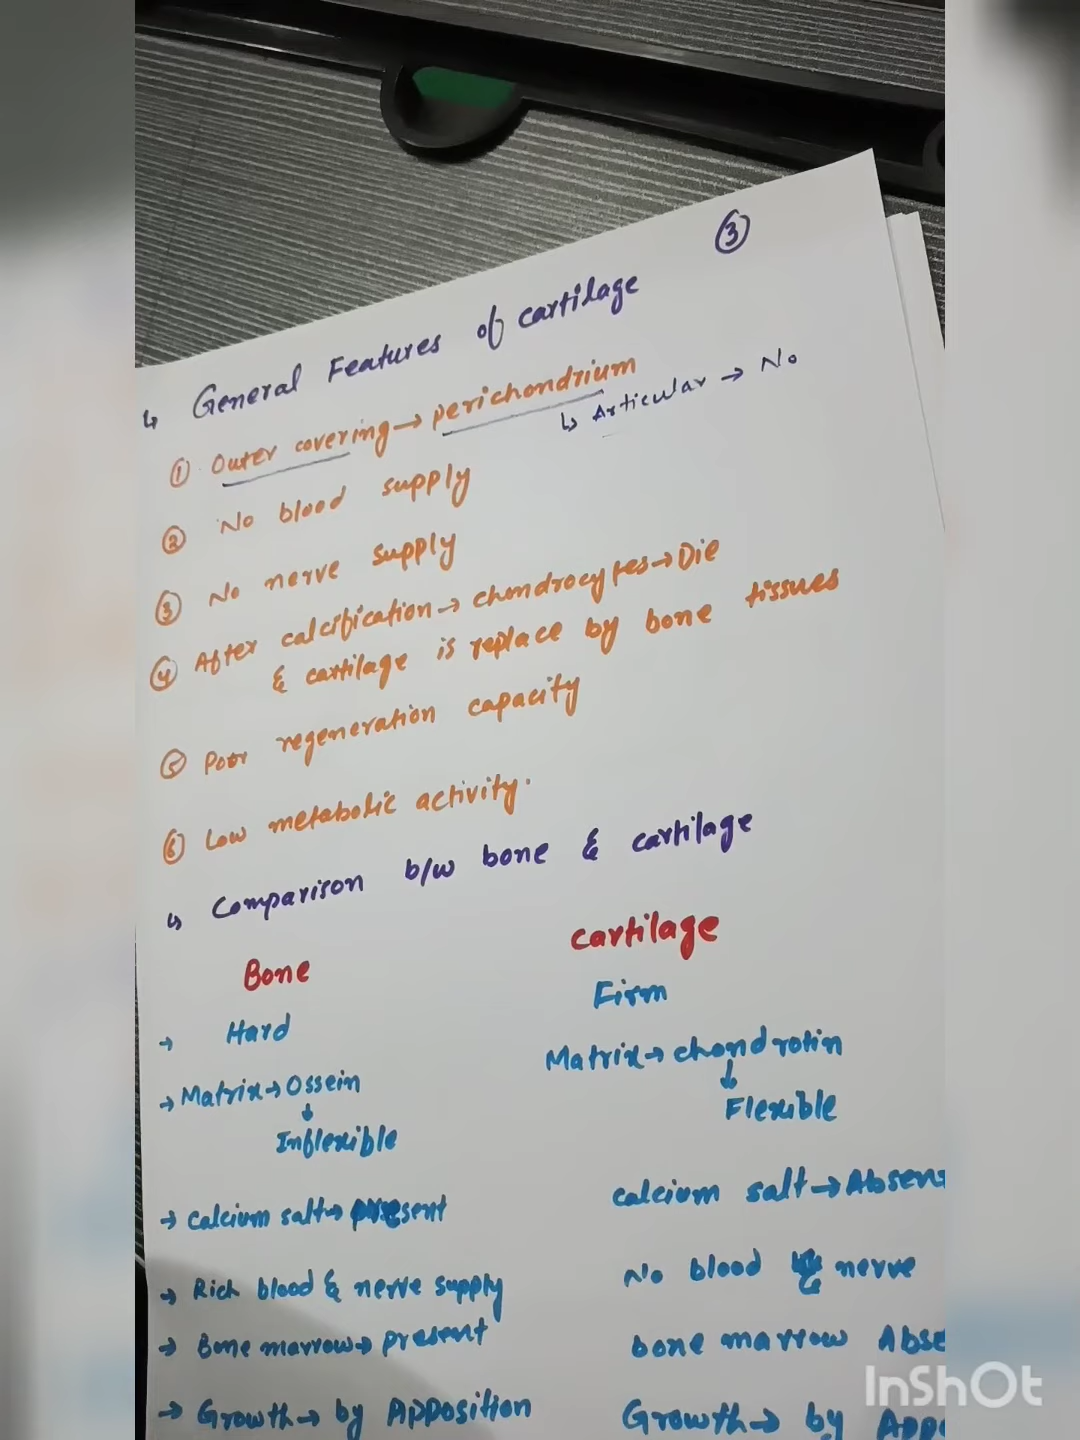 3
↳ General Features of cartilage
① Outer covering → perichondrium
↳ Articular → No
② No blood supply
③ No nerve supply
④ After calcification → chondrocytes → Die
& cartilage is replace by bone tissues
⑤ Poor regeneration capacity
⑥ Low metabolic activity.
↳ Comparison b/w bone & cartilage
Bone
cartilage
→ Hard
Firm
→ Matrix → Ossein
↓
Inflexible
Matrix → chondrotin
↓
Flexible
→ calcium salt → present
calcium salt → Absen
→ Rich blood & nerve supply
No blood & nerve
→ Bone marrow → present
bone marrow Abse
→ Growth → by Apposition
Growth → by App
InShOt